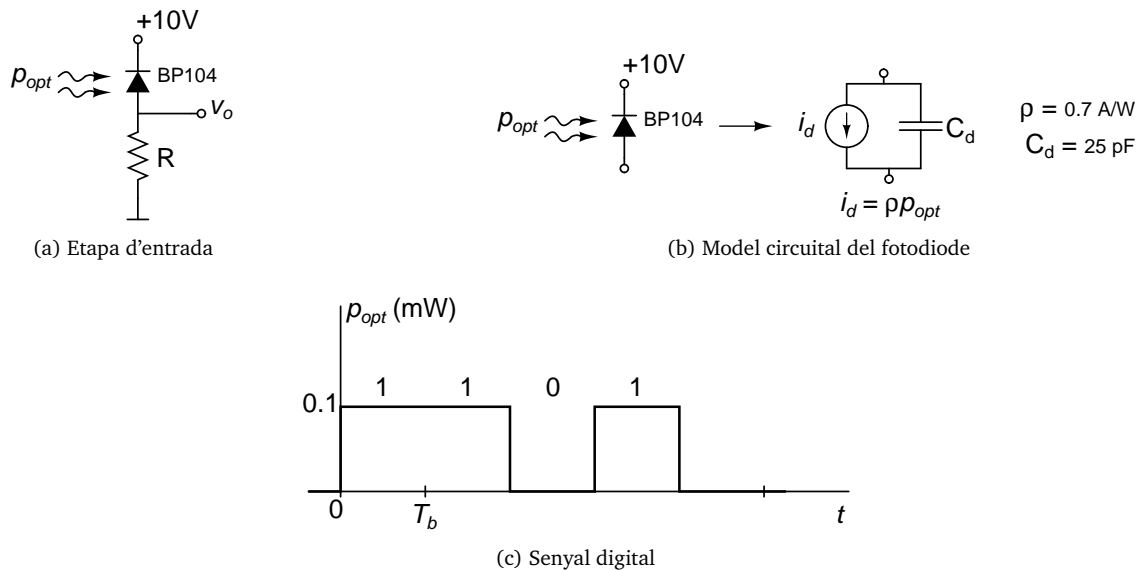 +10V
p_opt
BP104
v_o
R
(a) Etapa d'entrada
+10V
p_opt
BP104
i_d
C_d
i_d = ρp_opt
ρ = 0.7 A/W
C_d = 25 pF
(b) Model circuital del fotodiode
p_opt (mW)
1 1 0 1
0.1
0 T_b t
(c) Senyal digital